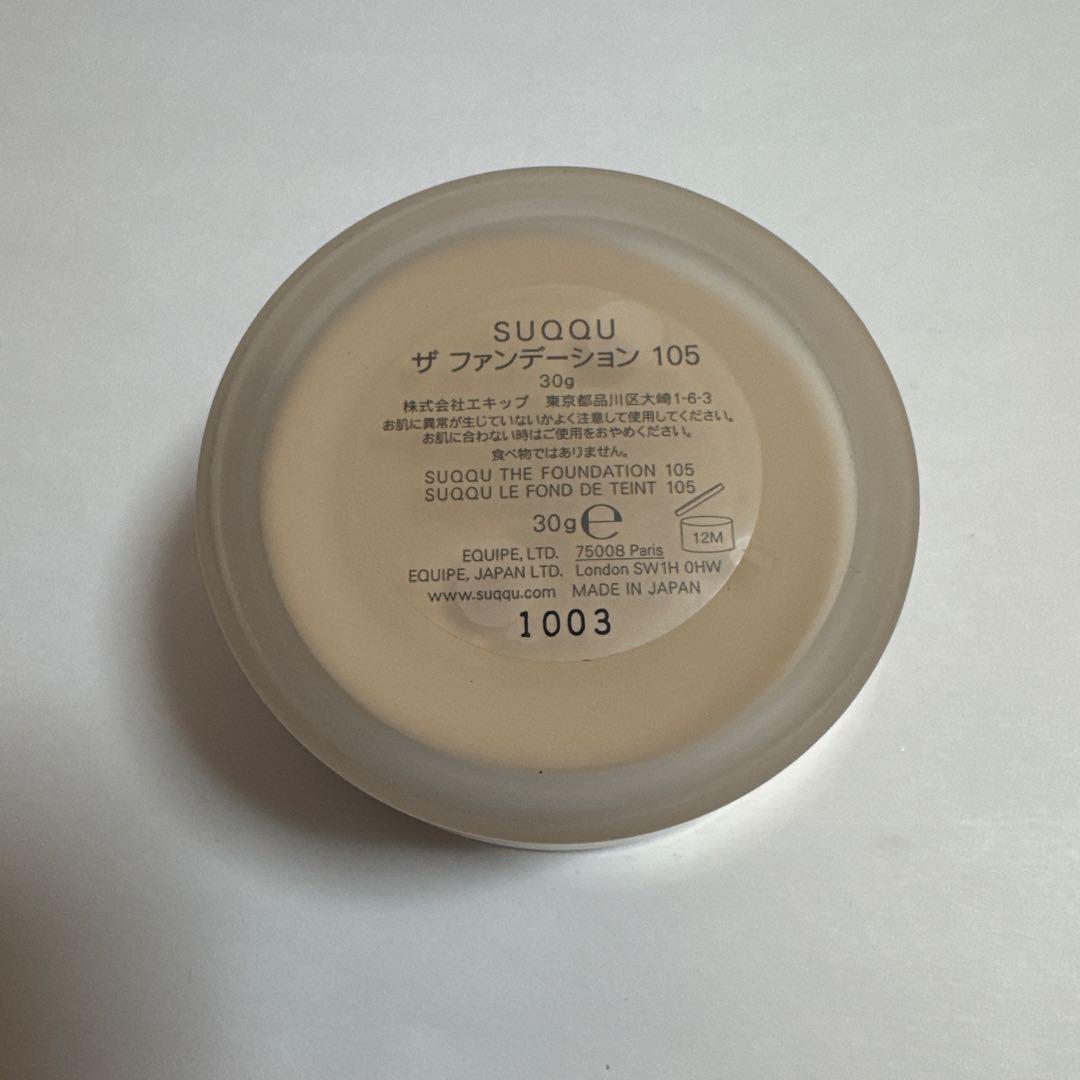 SUQQU
ザ ファンデーション 105
30g
株式会社エキップ 東京都品川区大崎1-6-3
お肌に異常が生じていないかよく注意して使用してください。
お肌に合わない時はご使用をおやめください。
食べ物ではありません。
SUQQU THE FOUNDATION 105
SUQQU LE FOND DE TEINT 105
30g℮
12M
EQUIPE, LTD. 75008 Paris
EQUIPE, JAPAN LTD. London SW1H 0HW
www.suqqu.com MADE IN JAPAN
1003